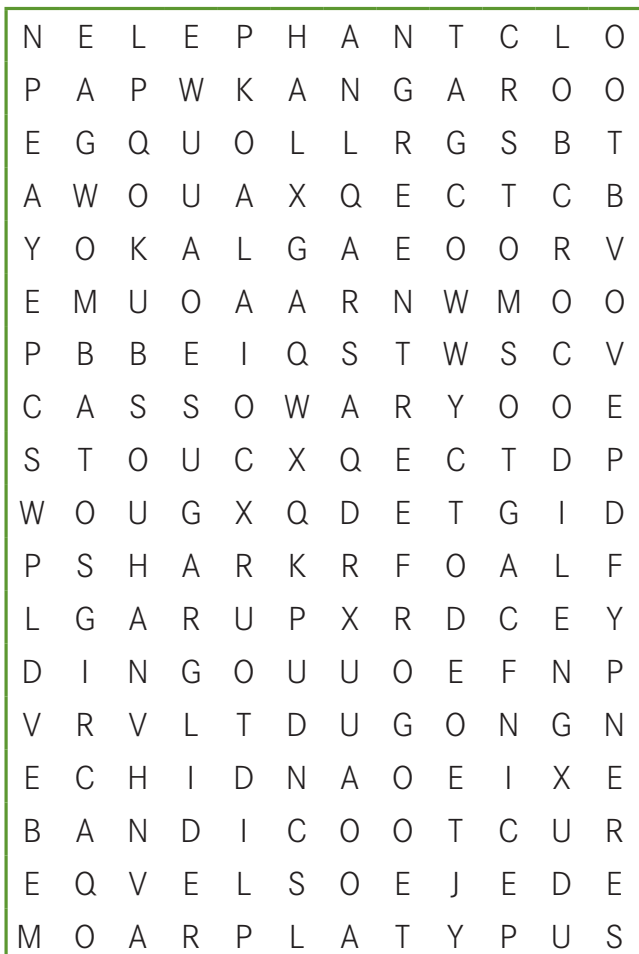 N E L E P H A N T C L O
P A P W K A N G A R O O
E G Q U O L L R G S B T
A W O U A X Q E C T C B
Y O K A L G A E O O R V
E M U O A A R N W M O O
P B B E I Q S T W S C V
C A S S O W A R Y O O E
S T O U C X Q E C T D P
W O U G X Q D E T G I D
P S H A R K R F O A L F
L G A R U P X R D C E Y
D I N G O U U O E F N P
V R V L T D U G O N G N
E C H I D N A O E I X E
B A N D I C O O T C U R
E Q V E L S O E J E D E
M O A R P L A T Y P U S